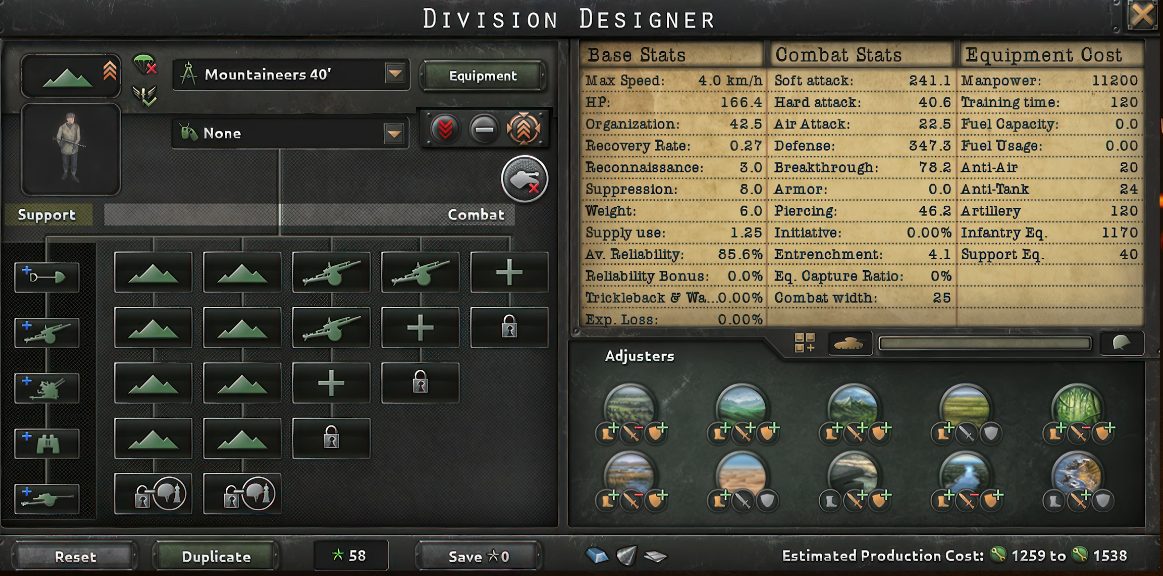 Division Designer
Mountaineers 40'
Equipment
None
Support
Combat
Base Stats
Max Speed: 4.0 km/h
HP: 166.4
Organization: 42.5
Recovery Rate: 0.27
Reconnaissance: 3.0
Suppression: 8.0
Weight: 6.0
Supply use: 1.25
Av. Reliability: 85.6%
Reliability Bonus: 0.0%
Trickleback & Wa...0.00%
Exp. Loss: 0.00%
Combat Stats
Soft attack: 241.1
Hard attack: 40.6
Air Attack: 22.5
Defense: 347.3
Breakthrough: 78.2
Armor: 0.0
Piercing: 46.2
Initiative: 0.00%
Entrenchment: 4.1
Eq. Capture Ratio: 0%
Combat width: 25
Equipment Cost
Manpower: 11200
Training time: 120
Fuel Capacity: 0.0
Fuel Usage: 0.00
Anti-Air 20
Anti-Tank 24
Artillery 120
Infantry Eq. 1170
Support Eq. 40
Adjusters
Reset
Duplicate
58
Save 0
Estimated Production Cost: 1259 to 1538